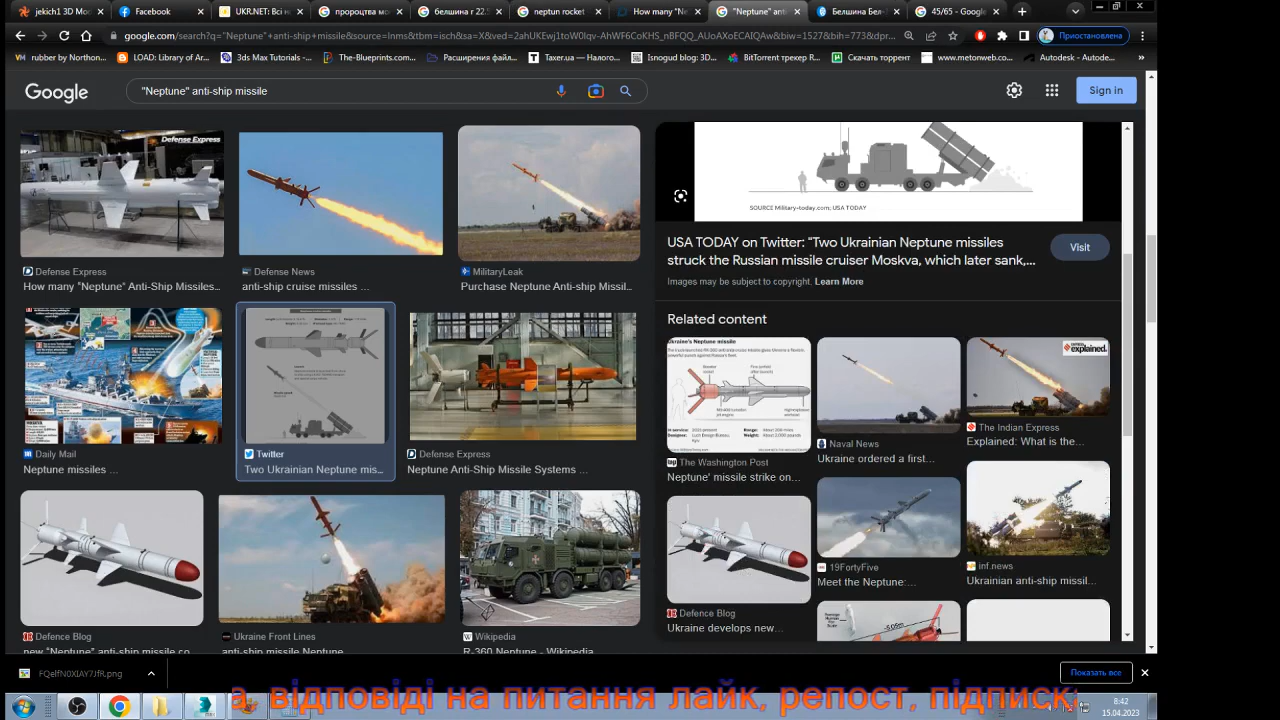 jekich1 3D Mo
Facebook
UKR.NET: Всі н
пророцтва мо
белшина r 22.
neptun rocket
How many "Ne
"Neptune" anti-s
Белшина Бел-
45/65 - Google
google.com/search?q="Neptune"+anti-ship+missile&source=lnms&tbm=isch&sa=X&ved=2ahUKEwj1toW0lqv-AhWF6CoKHS_nBFQQ_AUoAXoECAIQAw&biw=1527&bih=773&dpr...
Приостановлена
rubber by Northon...
LOAD: Library of Ar...
3ds Max Tutorials -...
The-Blueprints.com...
Расширения файл...
Taxer.ua — Налого...
Isnogud blog: 3D...
BitTorrent трекер R...
Скачать торрент
www.metonweb.co...
Autodesk - Autode...
»
Google
"Neptune" anti-ship missile
Sign in
Defense Express
SOURCE Military-today.com; USA TODAY
Defense Express
How many "Neptune" Anti-Ship Missiles...
Defense News
anti-ship cruise missiles ...
MilitaryLeak
Purchase Neptune Anti-ship Missil...
USA TODAY on Twitter: "Two Ukrainian Neptune missiles
struck the Russian missile cruiser Moskva, which later sank,...
Visit
Images may be subject to copyright. Learn More
Related content
Daily Mail
Neptune missiles ...
Twitter
Two Ukrainian Neptune mis...
Defense Express
Neptune Anti-Ship Missile Systems ...
Ukraine's Neptune missile
The Washington Post
Neptune' missile strike on...
Naval News
Ukraine ordered a first...
explained.
The Indian Express
Explained: What is the...
Defence Blog
new "Neptune" anti-ship missile co
Ukraine Front Lines
anti-ship missile Neptune
Wikipedia
R-360 Neptune - Wikipedia
Defence Blog
Ukraine develops new...
19FortyFive
Meet the Neptune:...
inf.news
Ukrainian anti-ship missil...
FQelfN0XIAY7JfR.png
Показать все
а відповіді на питання лайк, репост, підписк
8:42
15.04.2023